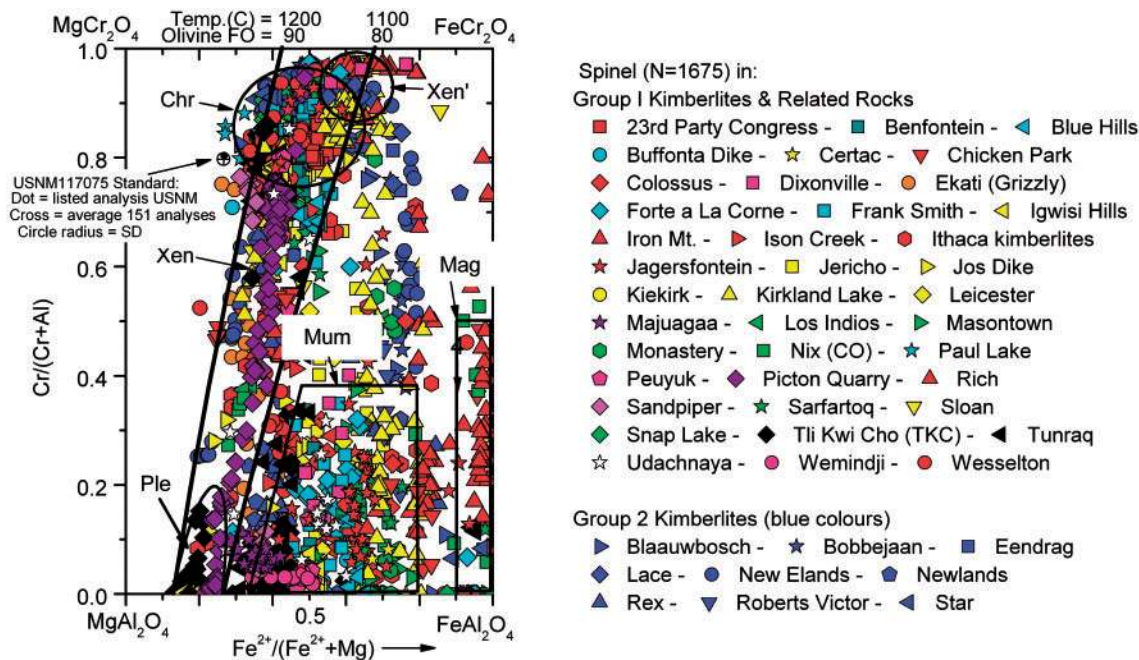 Temp.(C) = 1200 1100
MgCr2O4 Olivine FO = 90 80 FeCr2O4
1.0
Chr
Xen'
0.8
USNM117075 Standard:
Dot = listed analysis USNM
Cross = average 151 analyses
Circle radius = SD
Xen
0.6
Mag
Mum
Cr/(Cr+Al)
0.4
0.2
Ple
0.0
MgAl2O4 0.5 FeAl2O4
Fe2+/(Fe2++Mg)
Spinel (N=1675) in:
Group I Kimberlites & Related Rocks
23rd Party Congress - Benfontein - Blue Hills
Buffonta Dike - Certac - Chicken Park
Colossus - Dixonville - Ekati (Grizzly)
Forte a La Corne - Frank Smith - Igwisi Hills
Iron Mt. - Ison Creek - Ithaca kimberlites
Jagersfontein - Jericho - Jos Dike
Kiekirk - Kirkland Lake - Leicester
Majuagaa - Los Indios - Masontown
Monastery - Nix (CO) - Paul Lake
Peuyuk - Picton Quarry - Rich
Sandpiper - Sarfartoq - Sloan
Snap Lake - Tli Kwi Cho (TKC) - Tunraq
Udachnaya - Wemindji - Wesselton
Group 2 Kimberlites (blue colours)
Blaauwbosch - Bobbejaan - Eendrag
Lace - New Elands - Newlands
Rex - Roberts Victor - Star